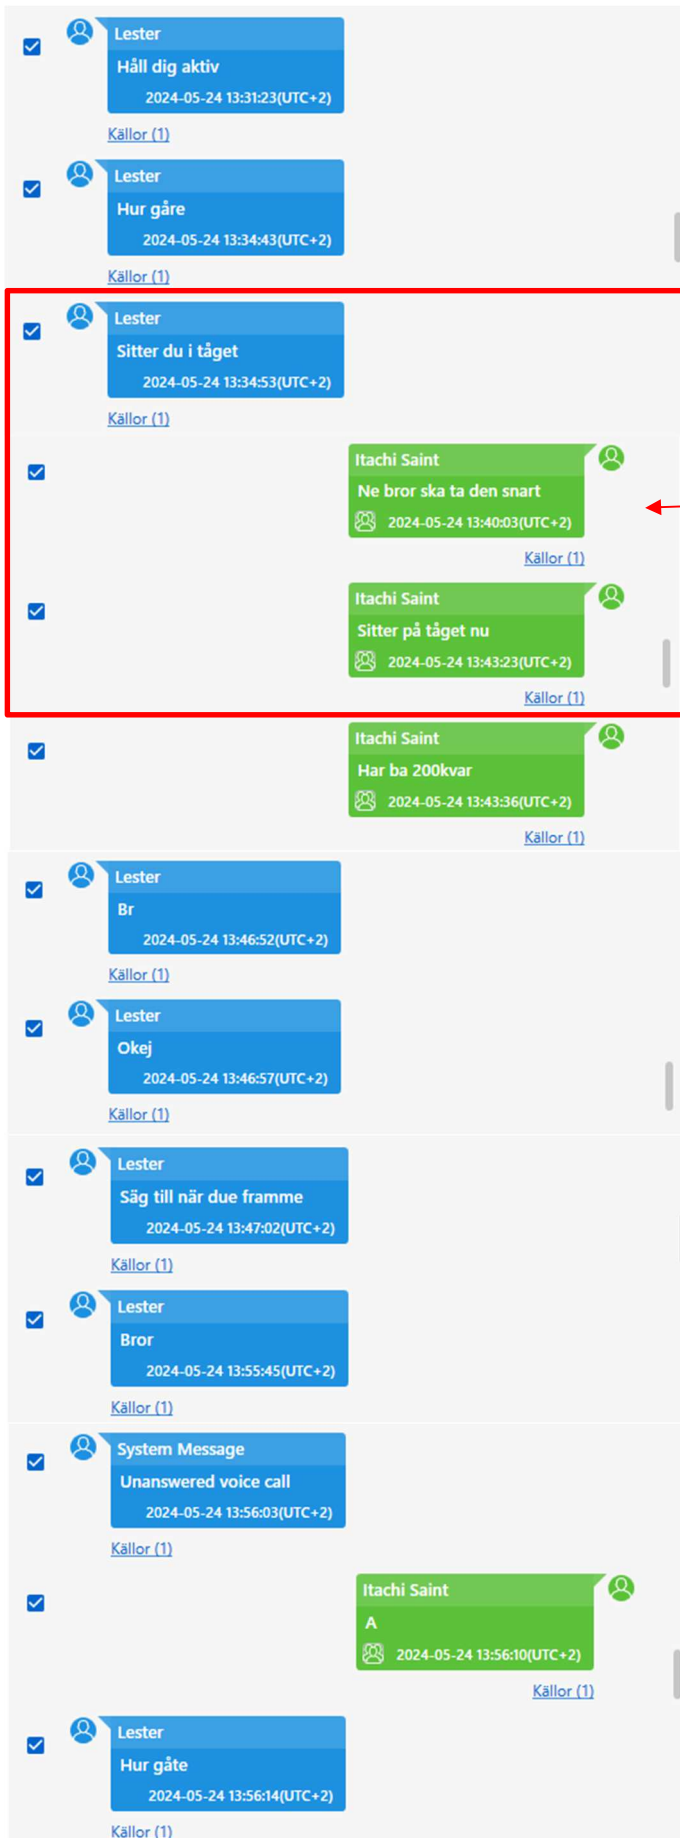 Lester
Håll dig aktiv
2024-05-24 13:31:23(UTC+2)
Källor (1)
Lester
Hur gåre
2024-05-24 13:34:43(UTC+2)
Källor (1)
Lester
Sitter du i tåget
2024-05-24 13:34:53(UTC+2)
Källor (1)
Itachi Saint
Ne bror ska ta den snart
2024-05-24 13:40:03(UTC+2)
Källor (1)
Itachi Saint
Sitter på tåget nu
2024-05-24 13:43:23(UTC+2)
Källor (1)
Itachi Saint
Har ba 200kvar
2024-05-24 13:43:36(UTC+2)
Källor (1)
Lester
Br
2024-05-24 13:46:52(UTC+2)
Källor (1)
Lester
Okej
2024-05-24 13:46:57(UTC+2)
Källor (1)
Lester
Säg till när due framme
2024-05-24 13:47:02(UTC+2)
Källor (1)
Lester
Bror
2024-05-24 13:55:45(UTC+2)
Källor (1)
System Message
Unanswered voice call
2024-05-24 13:56:03(UTC+2)
Källor (1)
Itachi Saint
A
2024-05-24 13:56:10(UTC+2)
Källor (1)
Lester
Hur gåte
2024-05-24 13:56:14(UTC+2)
Källor (1)